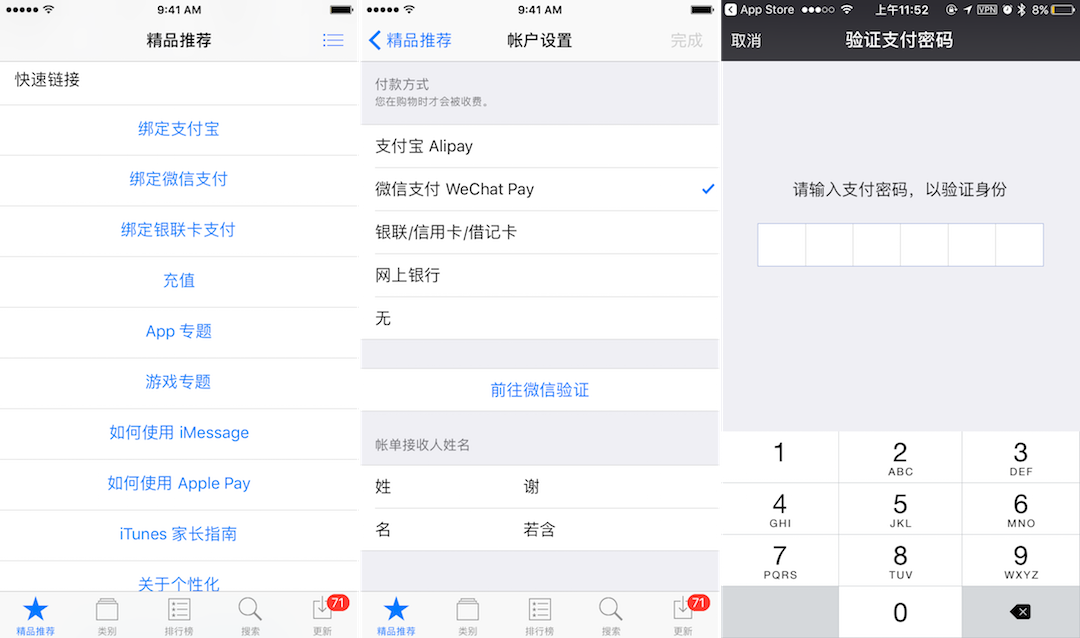 9:41 AM
精品推荐
快速链接
绑定支付宝
绑定微信支付
绑定银联卡支付
充值
App 专题
游戏专题
如何使用 iMessage
如何使用 Apple Pay
iTunes 家长指南
关于个性化
71
精品推荐 类别 排行榜 搜索 更新
9:41 AM
精品推荐 帐户设置 完成
付款方式
您在购物时才会被收费。
支付宝 Alipay
微信支付 WeChat Pay
银联/信用卡/借记卡
网上银行
无
前往微信验证
帐单接收人姓名
姓 谢
名 若含
71
精品推荐 类别 排行榜 搜索 更新
App Store 上午11:52 VPN 8%
取消 验证支付密码
请输入支付密码，以验证身份
1 2 3
ABC DEF
4 5 6
GHI JKL MNO
7 8 9
PQRS TUV WXYZ
0